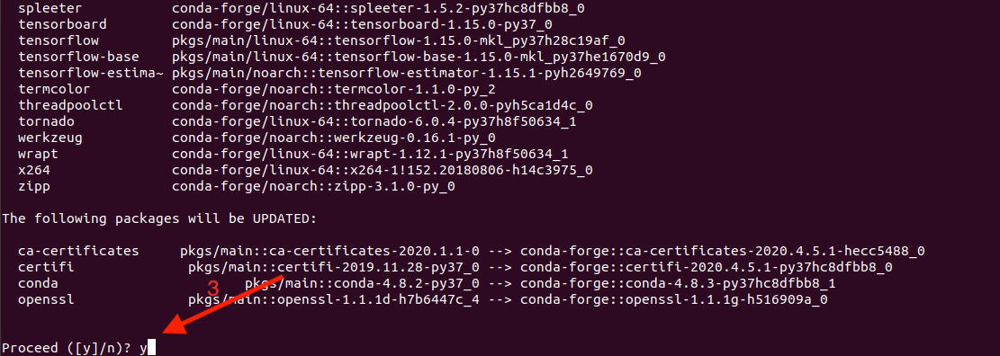 spleeter conda-forge/linux-64::spleeter-1.5.2-py37hc8dfbb8_0
tensorboard conda-forge/linux-64::tensorboard-1.15.0-py37_0
tensorflow pkgs/main/linux-64::tensorflow-1.15.0-mkl_py37h28c19af_0
tensorflow-base pkgs/main/linux-64::tensorflow-base-1.15.0-mkl_py37he1670d9_0
tensorflow-estima~ pkgs/main/noarch::tensorflow-estimator-1.15.1-pyh2649769_0
termcolor conda-forge/noarch::termcolor-1.1.0-py_2
threadpoolctl conda-forge/noarch::threadpoolctl-2.0.0-pyh5ca1d4c_0
tornado conda-forge/linux-64::tornado-6.0.4-py37h8f50634_1
werkzeug conda-forge/noarch::werkzeug-0.16.1-py_0
wrapt conda-forge/linux-64::wrapt-1.12.1-py37h8f50634_1
x264 conda-forge/linux-64::x264-1!152.20180806-h14c3975_0
zipp conda-forge/noarch::zipp-3.1.0-py_0
The following packages will be UPDATED:
ca-certificates pkgs/main::ca-certificates-2020.1.1-0 --> conda-forge::ca-certificates-2020.4.5.1-hecc5488_0
certifi pkgs/main::certifi-2019.11.28-py37_0 --> conda-forge::certifi-2020.4.5.1-py37hc8dfbb8_0
conda pkgs/main::conda-4.8.2-py37_0 --> conda-forge::conda-4.8.3-py37hc8dfbb8_1
openssl pkgs/main::openssl-1.1.1d-h7b6447c_4 --> conda-forge::openssl-1.1.1g-h516909a_0
3
Proceed ([y]/n)? y